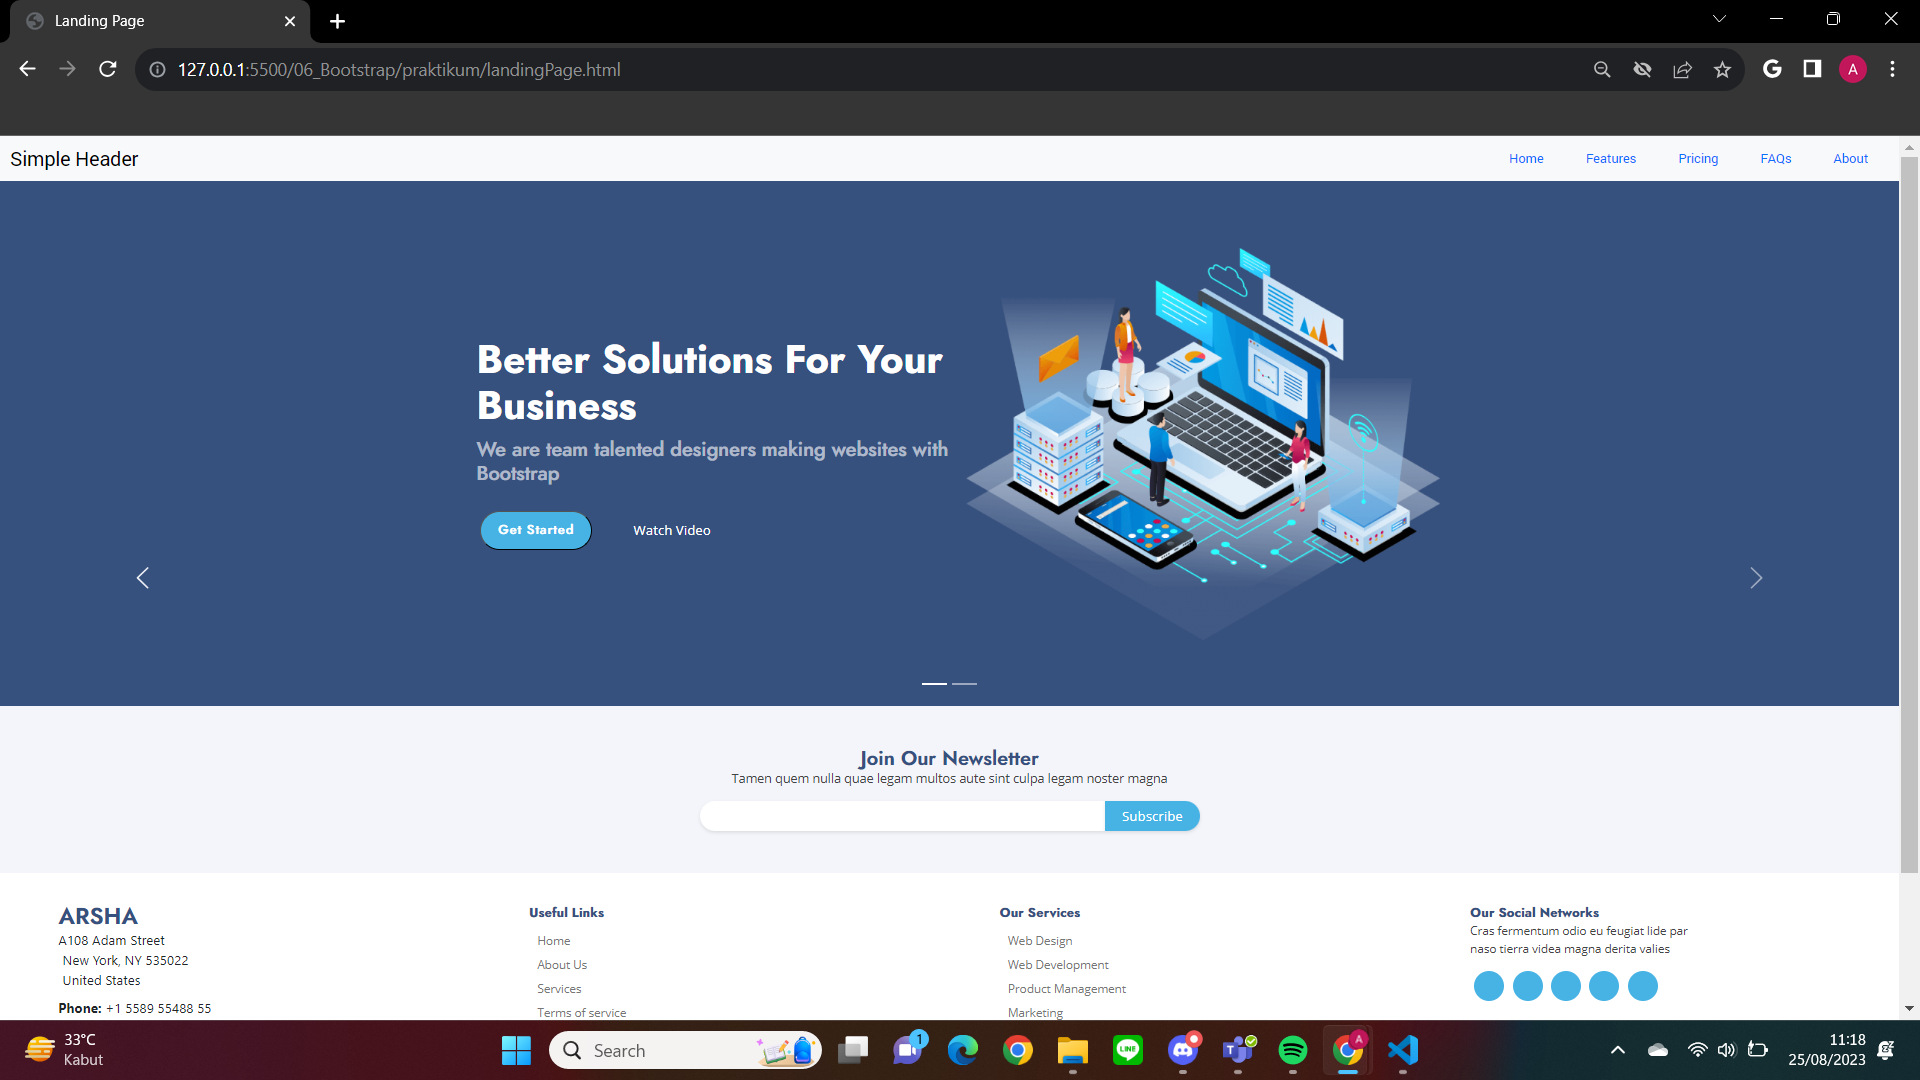 Landing Page
127.0.0.1:5500/06_Bootstrap/praktikum/landingPage.html
A
Simple Header
Home
Features
Pricing
FAQs
About
Better Solutions For Your
Business
We are team talented designers making websites with
Bootstrap
Get Started
Watch Video
Join Our Newsletter
Tamen quem nulla quae legam multos aute sint culpa legam noster magna
Subscribe
ARSHA
A108 Adam Street
New York, NY 535022
United States
Phone: +1 5589 55488 55
Useful Links
Home
About Us
Services
Terms of service
Our Services
Web Design
Web Development
Product Management
Marketing
Our Social Networks
Cras fermentum odio eu feugiat lide par
naso tierra videa magna derita valies
33°C
Kabut
Search
1
LINE
A
11:18
25/08/2023